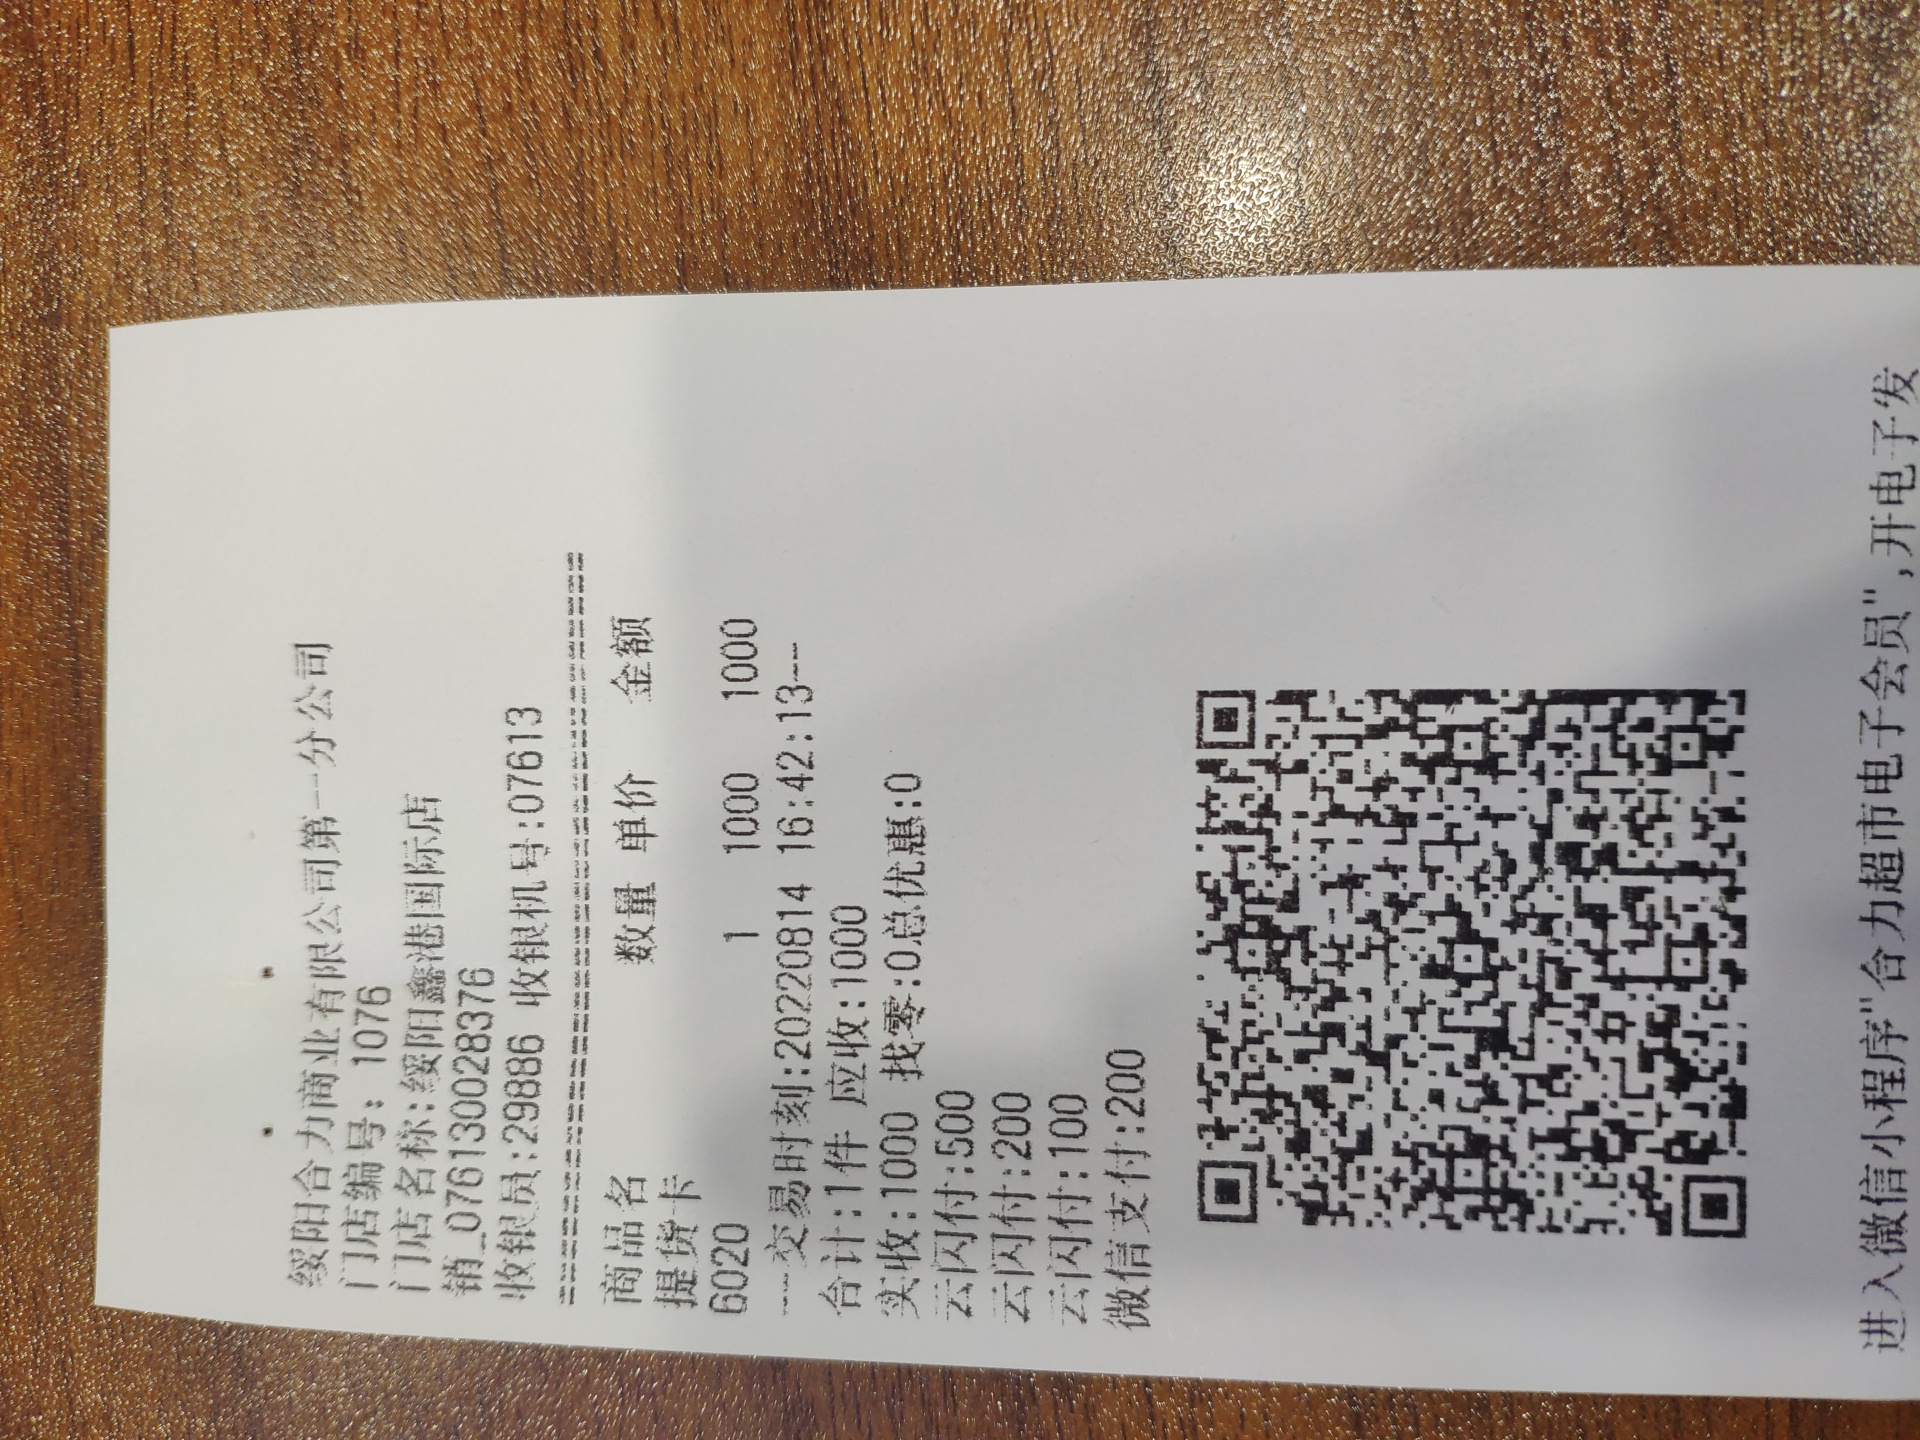 绥阳合力商业有限公司第一分公司
门店编号: 1076
门店名称:绥阳鑫港国际店
销_0761300028376
收银员:29886 收银机号:07613
================================
商品名 数量 单价 金额
提货卡
6020 1 1000 1000
---交易时刻:20220814 16:42:13---
合计:1件 应收:1000
实收:1000 找零:0总优惠:0
云闪付:500
云闪付:200
云闪付:100
微信支付:200
进入微信小程序"合力超市电子会员",开电子发